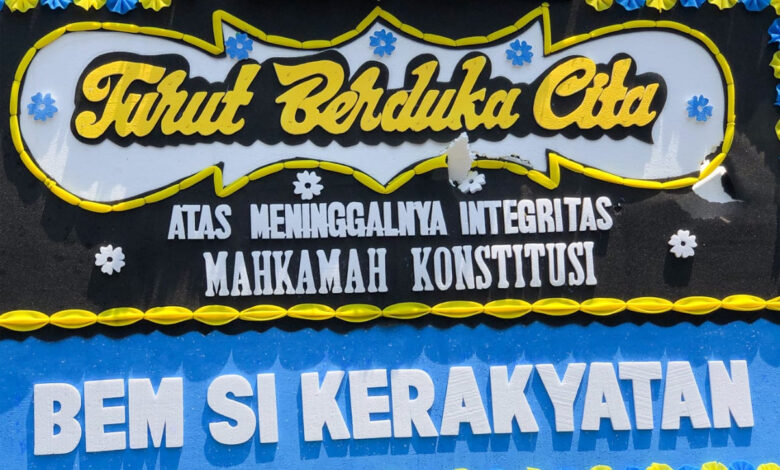 Turut Berduka Cita
ATAS MENINGGALNYA INTEGRITAS
MAHKAMAH KONSTITUSI
BEM SI KERAKYATAN